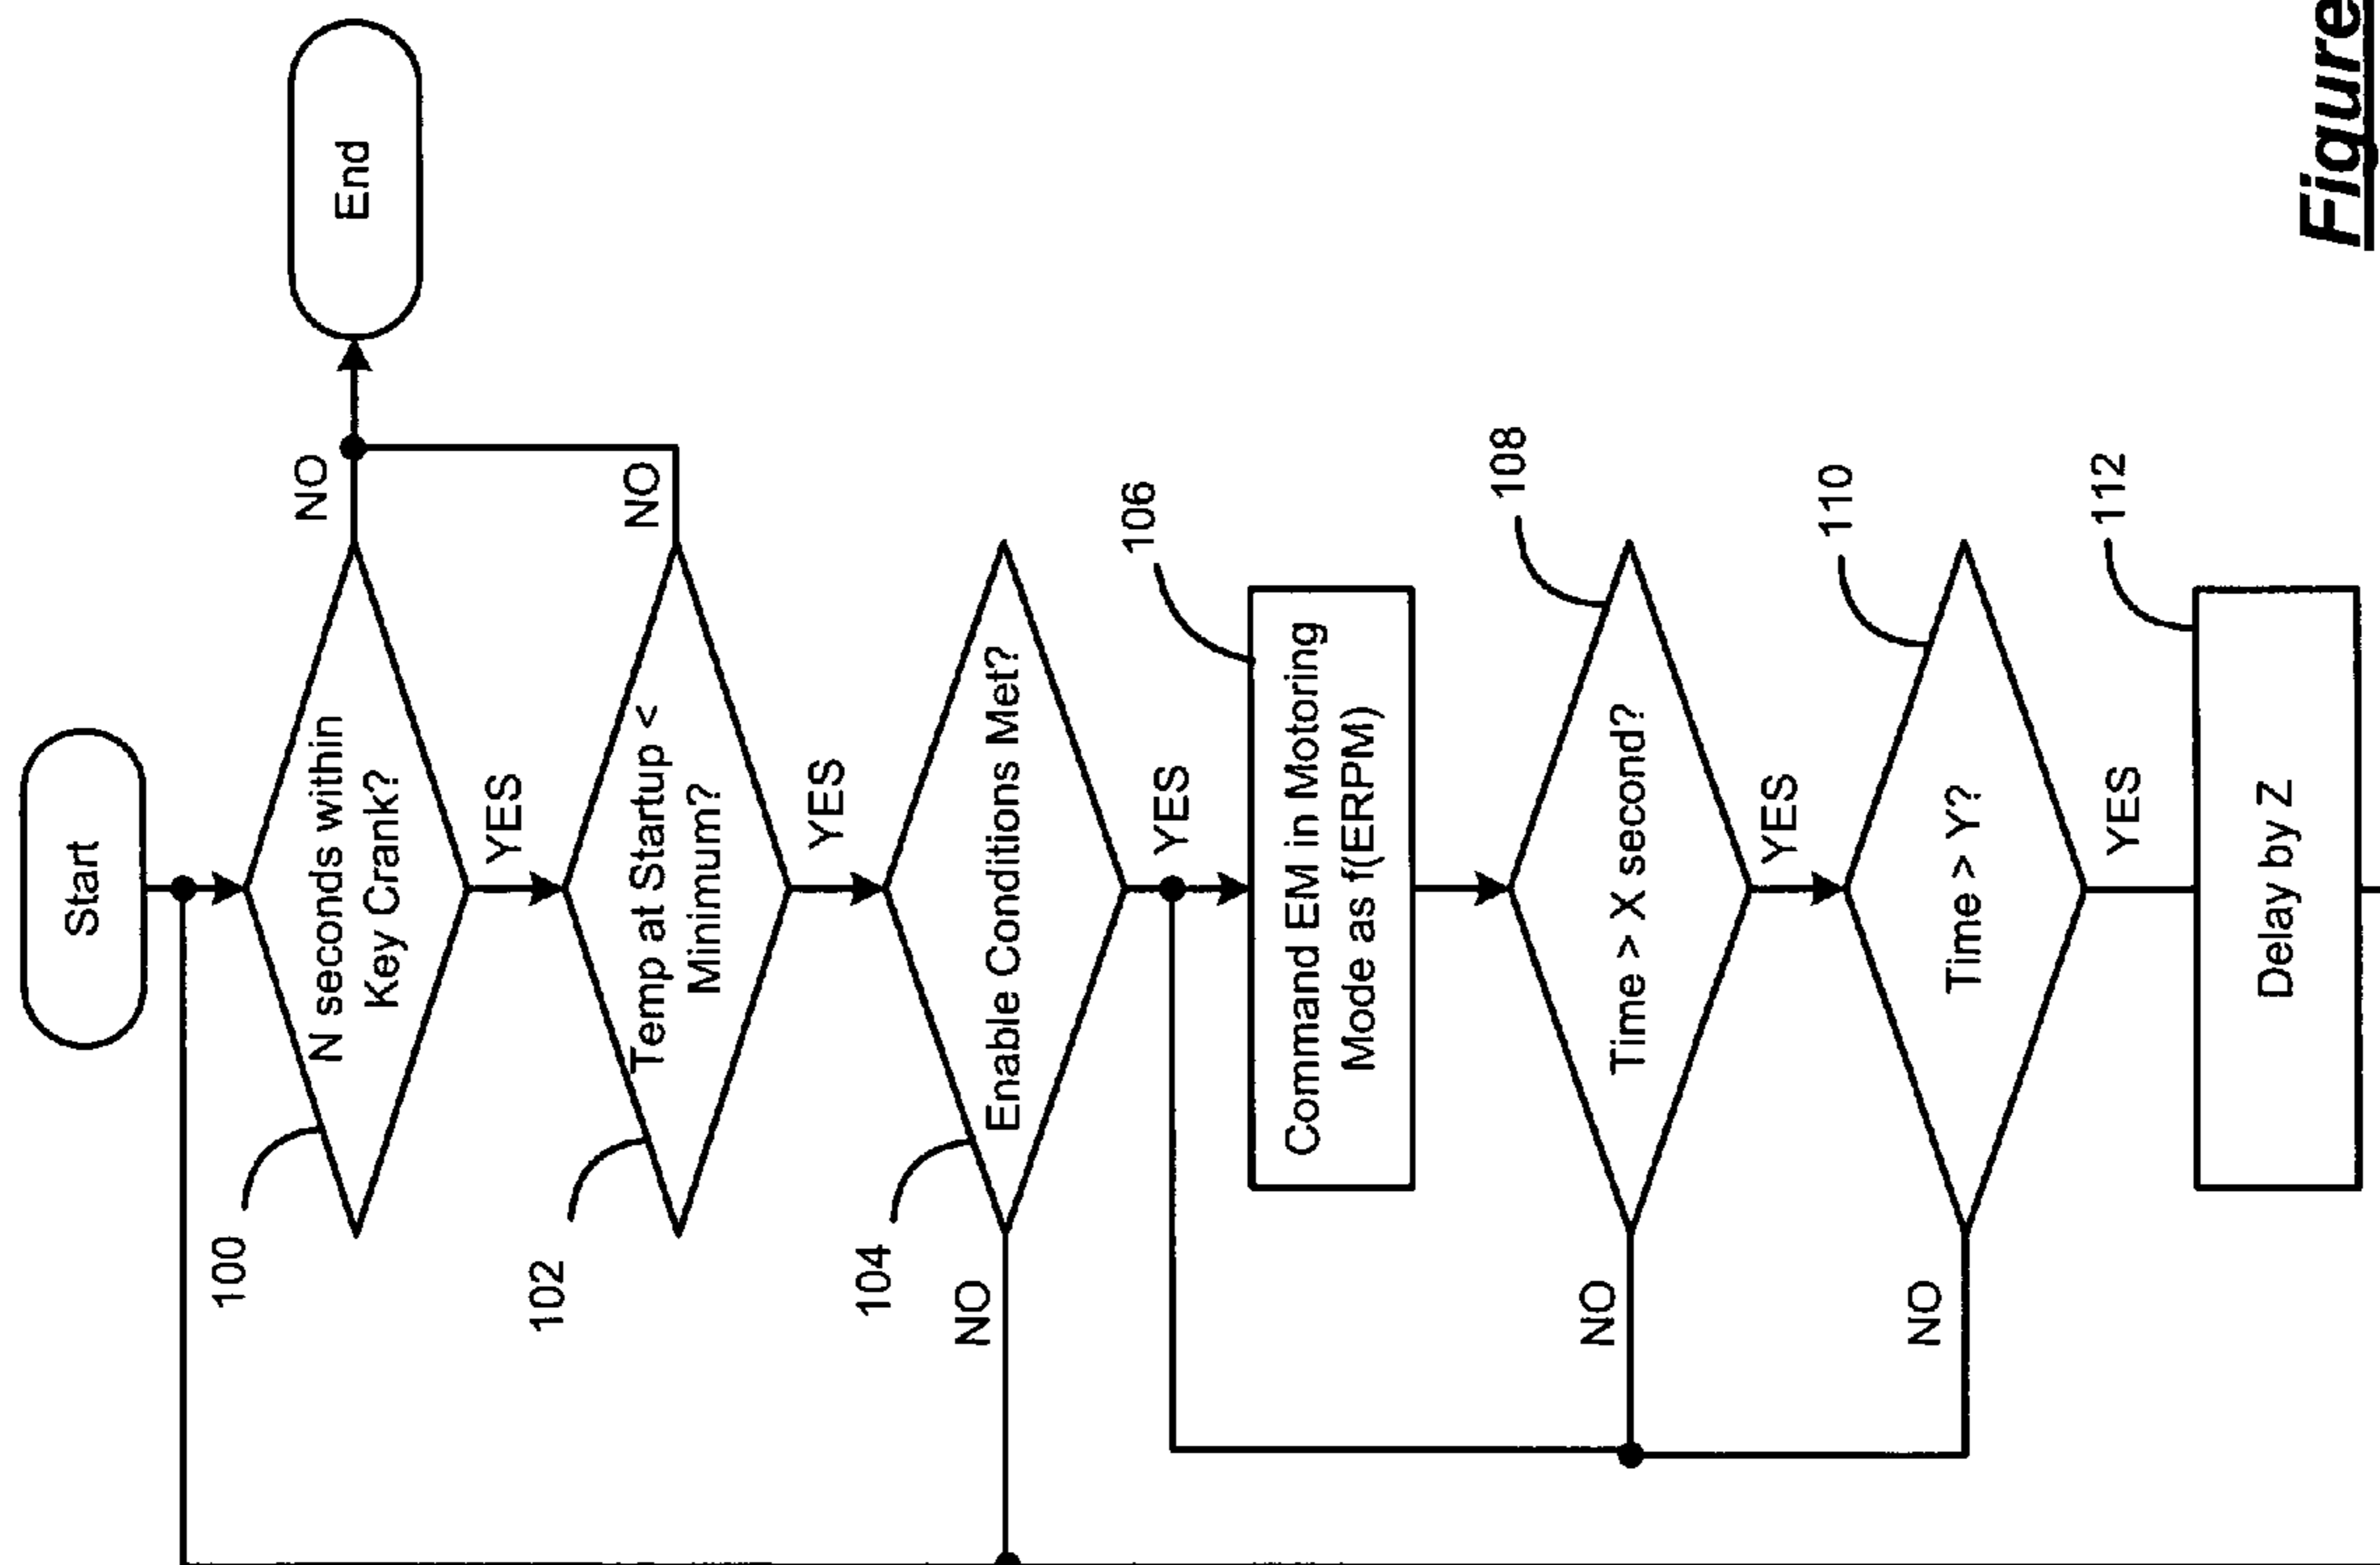 Start
100
N seconds within
Key Crank?
NO
End
YES
102
Temp at Startup <
Minimum?
NO
YES
104
Enable Conditions Met?
NO
YES
106
Command EM in Motoring
Mode as f(ERPM)
108
Time > X second?
NO
YES
110
Time > Y?
NO
YES
112
Delay by Z
Figure